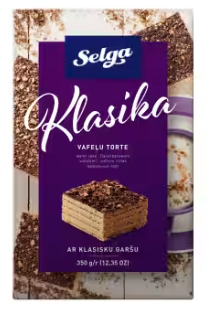 Selga
Klasika
VAFEĻU TORTE
AR KLASISKU GARŠU
350 g/r (12,35 OZ)